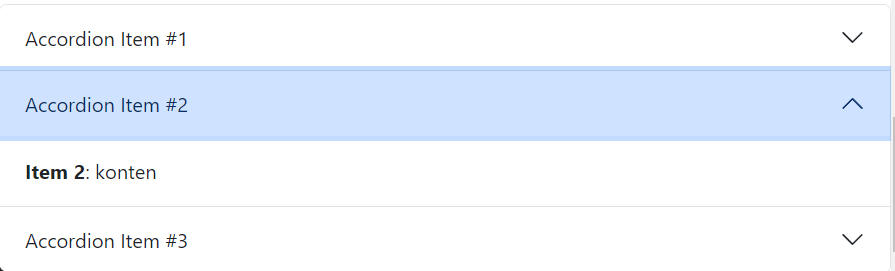 Accordion Item #1
Accordion Item #2
Item 2: konten
Accordion Item #3